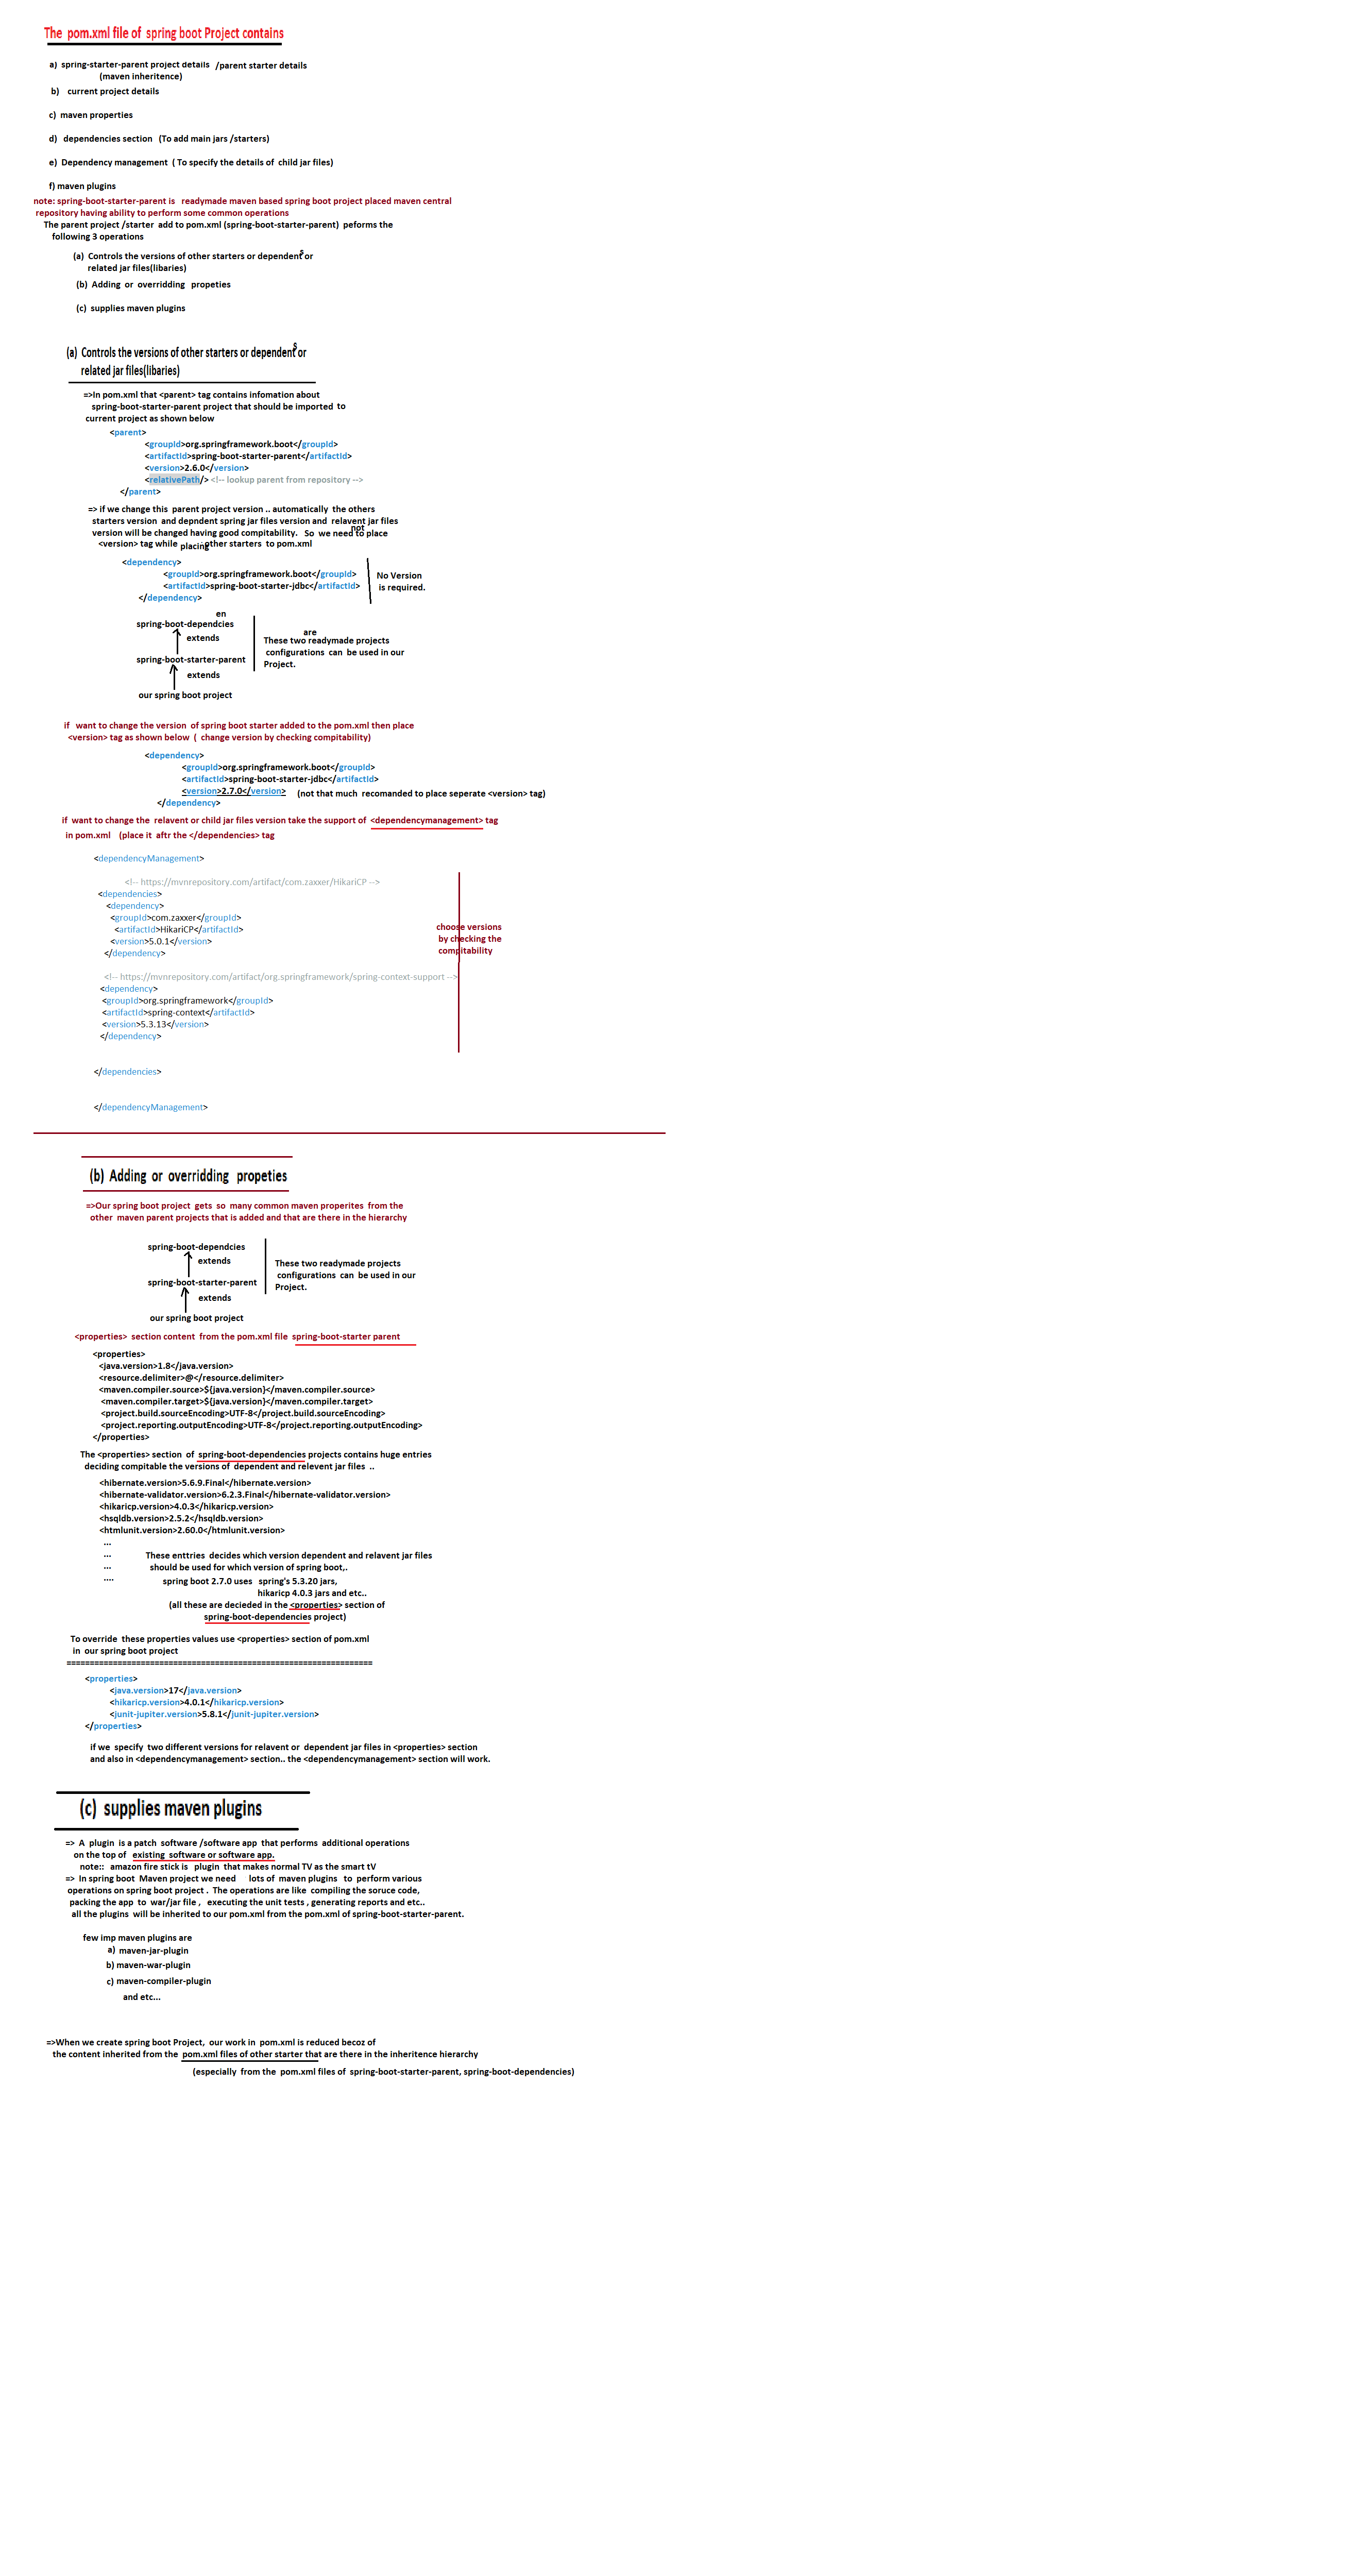 The pom.xml file of spring boot Project contains
a) spring-starter-parent project details /parent starter details
(maven inheritence)
b) current project details
c) maven properties
d) dependencies section (To add main jars /starters)
e) Dependency management ( To specify the details of child jar files)
f) maven plugins
note: spring-boot-starter-parent is readymade maven based spring boot project placed maven central
repository having ability to perform some common operations
The parent project /starter add to pom.xml (spring-boot-starter-parent) peforms the
following 3 operations
(a) Controls the versions of other starters or dependents or
related jar files(libaries)
(b) Adding or overridding propeties
(c) supplies maven plugins
(a) Controls the versions of other starters or dependents or
related jar files(libaries)
=>In pom.xml that <parent> tag contains infomation about
spring-boot-starter-parent project that should be imported to
current project as shown below
<parent>
<groupId>org.springframework.boot</groupId>
<artifactId>spring-boot-starter-parent</artifactId>
<version>2.6.0</version>
<relativePath/> <!-- lookup parent from repository -->
</parent>
=> if we change this parent project version .. automatically the others
starters version and depndent spring jar files version and relavent jar files
version will be changed having good compitability. So we need not to place
<version> tag while placing other starters to pom.xml
<dependency>
<groupId>org.springframework.boot</groupId>
<artifactId>spring-boot-starter-jdbc</artifactId>
</dependency>
No Version
is required.
en
spring-boot-dependcies
extends
spring-boot-starter-parent
extends
our spring boot project
are
These two readymade projects
configurations can be used in our
Project.
if want to change the version of spring boot starter added to the pom.xml then place
<version> tag as shown below ( change version by checking compitability)
<dependency>
<groupId>org.springframework.boot</groupId>
<artifactId>spring-boot-starter-jdbc</artifactId>
<version>2.7.0</version> (not that much recomanded to place seperate <version> tag)
</dependency>
if want to change the relavent or child jar files version take the support of <dependencymanagement> tag
in pom.xml (place it aftr the </dependencies> tag
<dependencyManagement>
<!-- https://mvnrepository.com/artifact/com.zaxxer/HikariCP -->
<dependencies>
<dependency>
<groupId>com.zaxxer</groupId>
<artifactId>HikariCP</artifactId>
<version>5.0.1</version>
</dependency>
choose versions
by checking the
compitability
<!-- https://mvnrepository.com/artifact/org.springframework/spring-context-support -->
<dependency>
<groupId>org.springframework</groupId>
<artifactId>spring-context</artifactId>
<version>5.3.13</version>
</dependency>
</dependencies>
</dependencyManagement>
(b) Adding or overridding propeties
=>Our spring boot project gets so many common maven properites from the
other maven parent projects that is added and that are there in the hierarchy
spring-boot-dependcies
extends
spring-boot-starter-parent
extends
our spring boot project
These two readymade projects
configurations can be used in our
Project.
<properties> section content from the pom.xml file spring-boot-starter parent
<properties>
<java.version>1.8</java.version>
<resource.delimiter>@</resource.delimiter>
<maven.compiler.source>${java.version}</maven.compiler.source>
<maven.compiler.target>${java.version}</maven.compiler.target>
<project.build.sourceEncoding>UTF-8</project.build.sourceEncoding>
<project.reporting.outputEncoding>UTF-8</project.reporting.outputEncoding>
</properties>
The <properties> section of spring-boot-dependencies projects contains huge entries
deciding compitable the versions of dependent and relevent jar files ..
<hibernate.version>5.6.9.Final</hibernate.version>
<hibernate-validator.version>6.2.3.Final</hibernate-validator.version>
<hikaricp.version>4.0.3</hikaricp.version>
<hsqldb.version>2.5.2</hsqldb.version>
<htmlunit.version>2.60.0</htmlunit.version>
...
... These enttries decides which version dependent and relavent jar files
... should be used for which version of spring boot,.
.... spring boot 2.7.0 uses spring's 5.3.20 jars,
hikaricp 4.0.3 jars and etc..
(all these are decieded in the <properties> section of
spring-boot-dependencies project)
To override these properties values use <properties> section of pom.xml
in our spring boot project
==================================================================
<properties>
<java.version>17</java.version>
<hikaricp.version>4.0.1</hikaricp.version>
<junit-jupiter.version>5.8.1</junit-jupiter.version>
</properties>
if we specify two different versions for relavent or dependent jar files in <properties> section
and also in <dependencymanagement> section.. the <dependencymanagement> section will work.
(c) supplies maven plugins
=> A plugin is a patch software /software app that performs additional operations
on the top of existing software or software app.
note:: amazon fire stick is plugin that makes normal TV as the smart tV
=> In spring boot Maven project we need lots of maven plugins to perform various
operations on spring boot project . The operations are like compiling the soruce code,
packing the app to war/jar file , executing the unit tests , generating reports and etc..
all the plugins will be inherited to our pom.xml from the pom.xml of spring-boot-starter-parent.
few imp maven plugins are
a) maven-jar-plugin
b) maven-war-plugin
c) maven-compiler-plugin
and etc...
=>When we create spring boot Project, our work in pom.xml is reduced becoz of
the content inherited from the pom.xml files of other starter that are there in the inheritence hierarchy
(especially from the pom.xml files of spring-boot-starter-parent, spring-boot-dependencies)